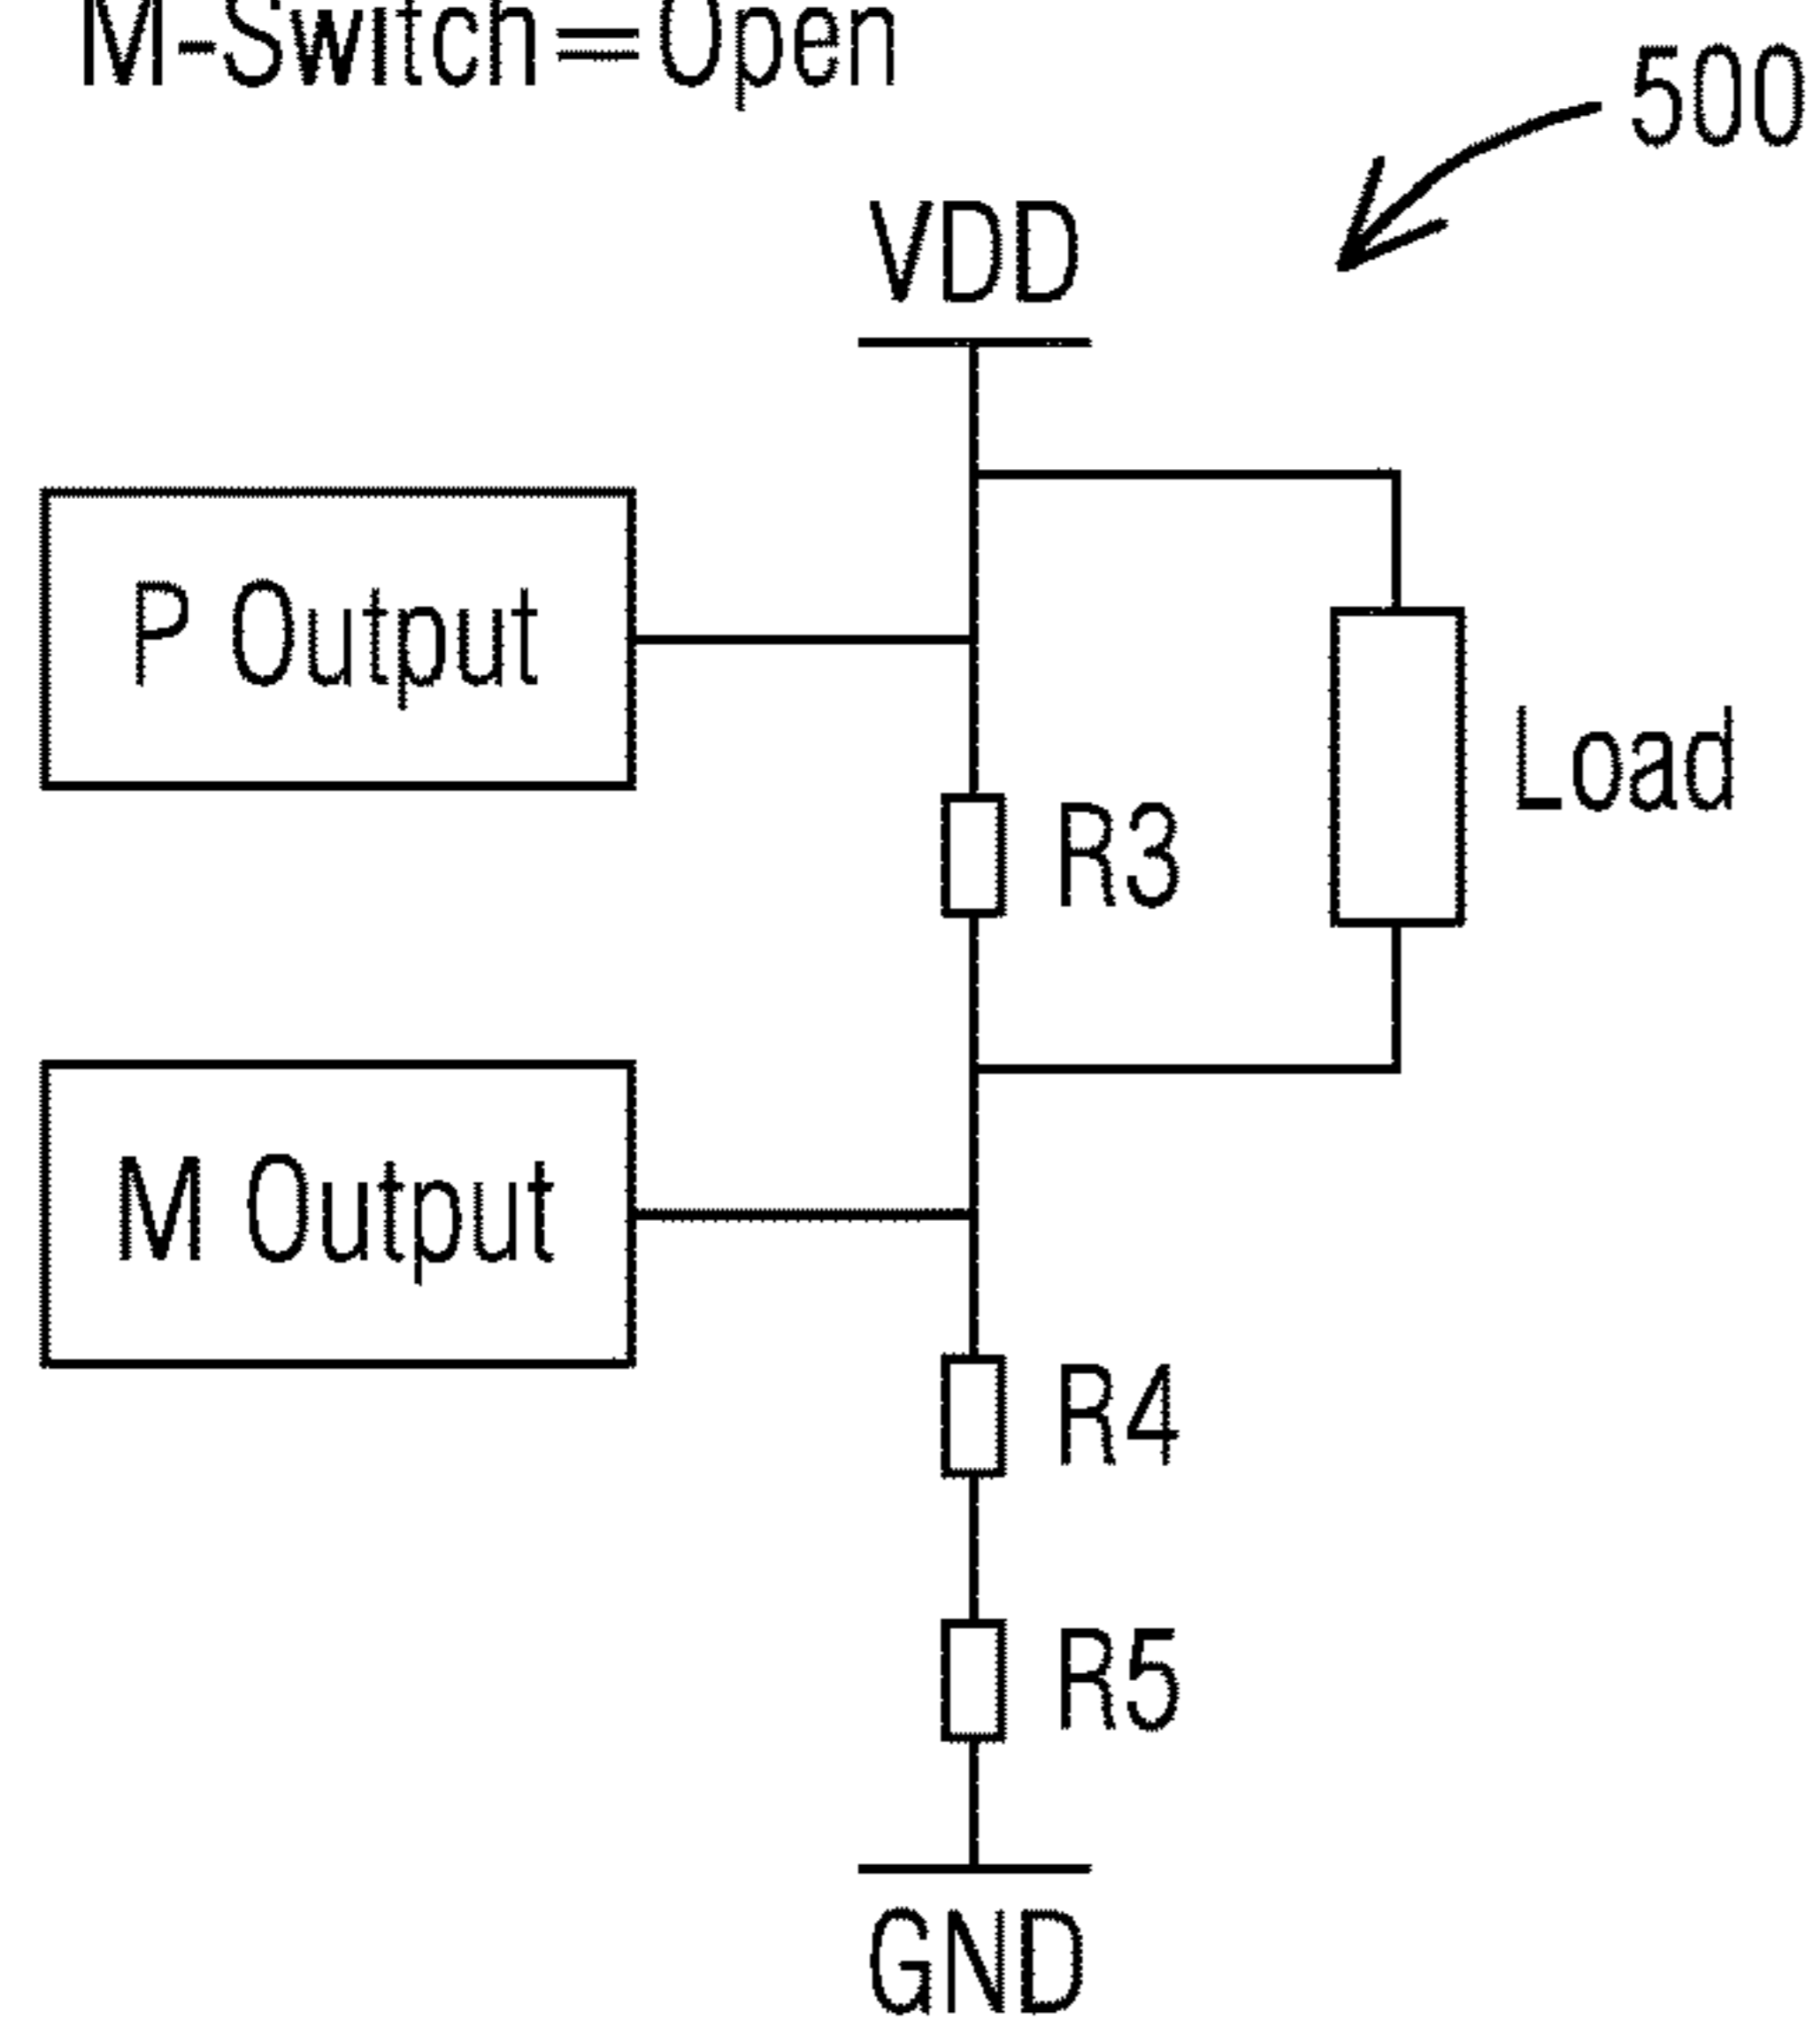 M-Switch=Open
500
VDD
P Output
Load
R3
M Output
R4
R5
GND